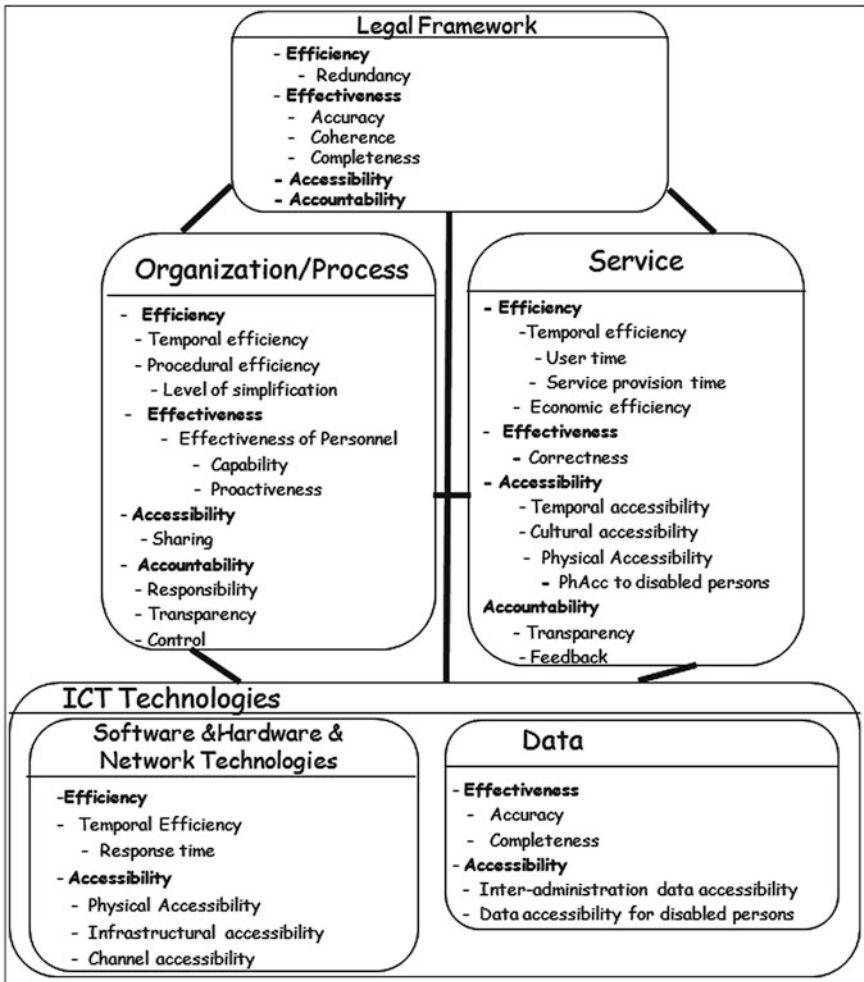 Legal Framework
- Efficiency
- Redundancy
- Effectiveness
- Accuracy
- Coherence
- Completeness
- Accessibility
- Accountability
Organization/Process
- Efficiency
- Temporal efficiency
- Procedural efficiency
- Level of simplification
- Effectiveness
- Effectiveness of Personnel
- Capability
- Proactiveness
- Accessibility
- Sharing
- Accountability
- Responsibility
- Transparency
- Control
Service
- Efficiency
-Temporal efficiency
- User time
- Service provision time
- Economic efficiency
- Effectiveness
- Correctness
- Accessibility
- Temporal accessibility
- Cultural accessibility
- Physical Accessibility
- PhAcc to disabled persons
Accountability
- Transparency
- Feedback
ICT Technologies
Software &Hardware &
Network Technologies
-Efficiency
- Temporal Efficiency
- Response time
- Accessibility
- Physical Accessibility
- Infrastructural accessibility
- Channel accessibility
Data
- Effectiveness
- Accuracy
- Completeness
- Accessibility
- Inter-administration data accessibility
- Data accessibility for disabled persons